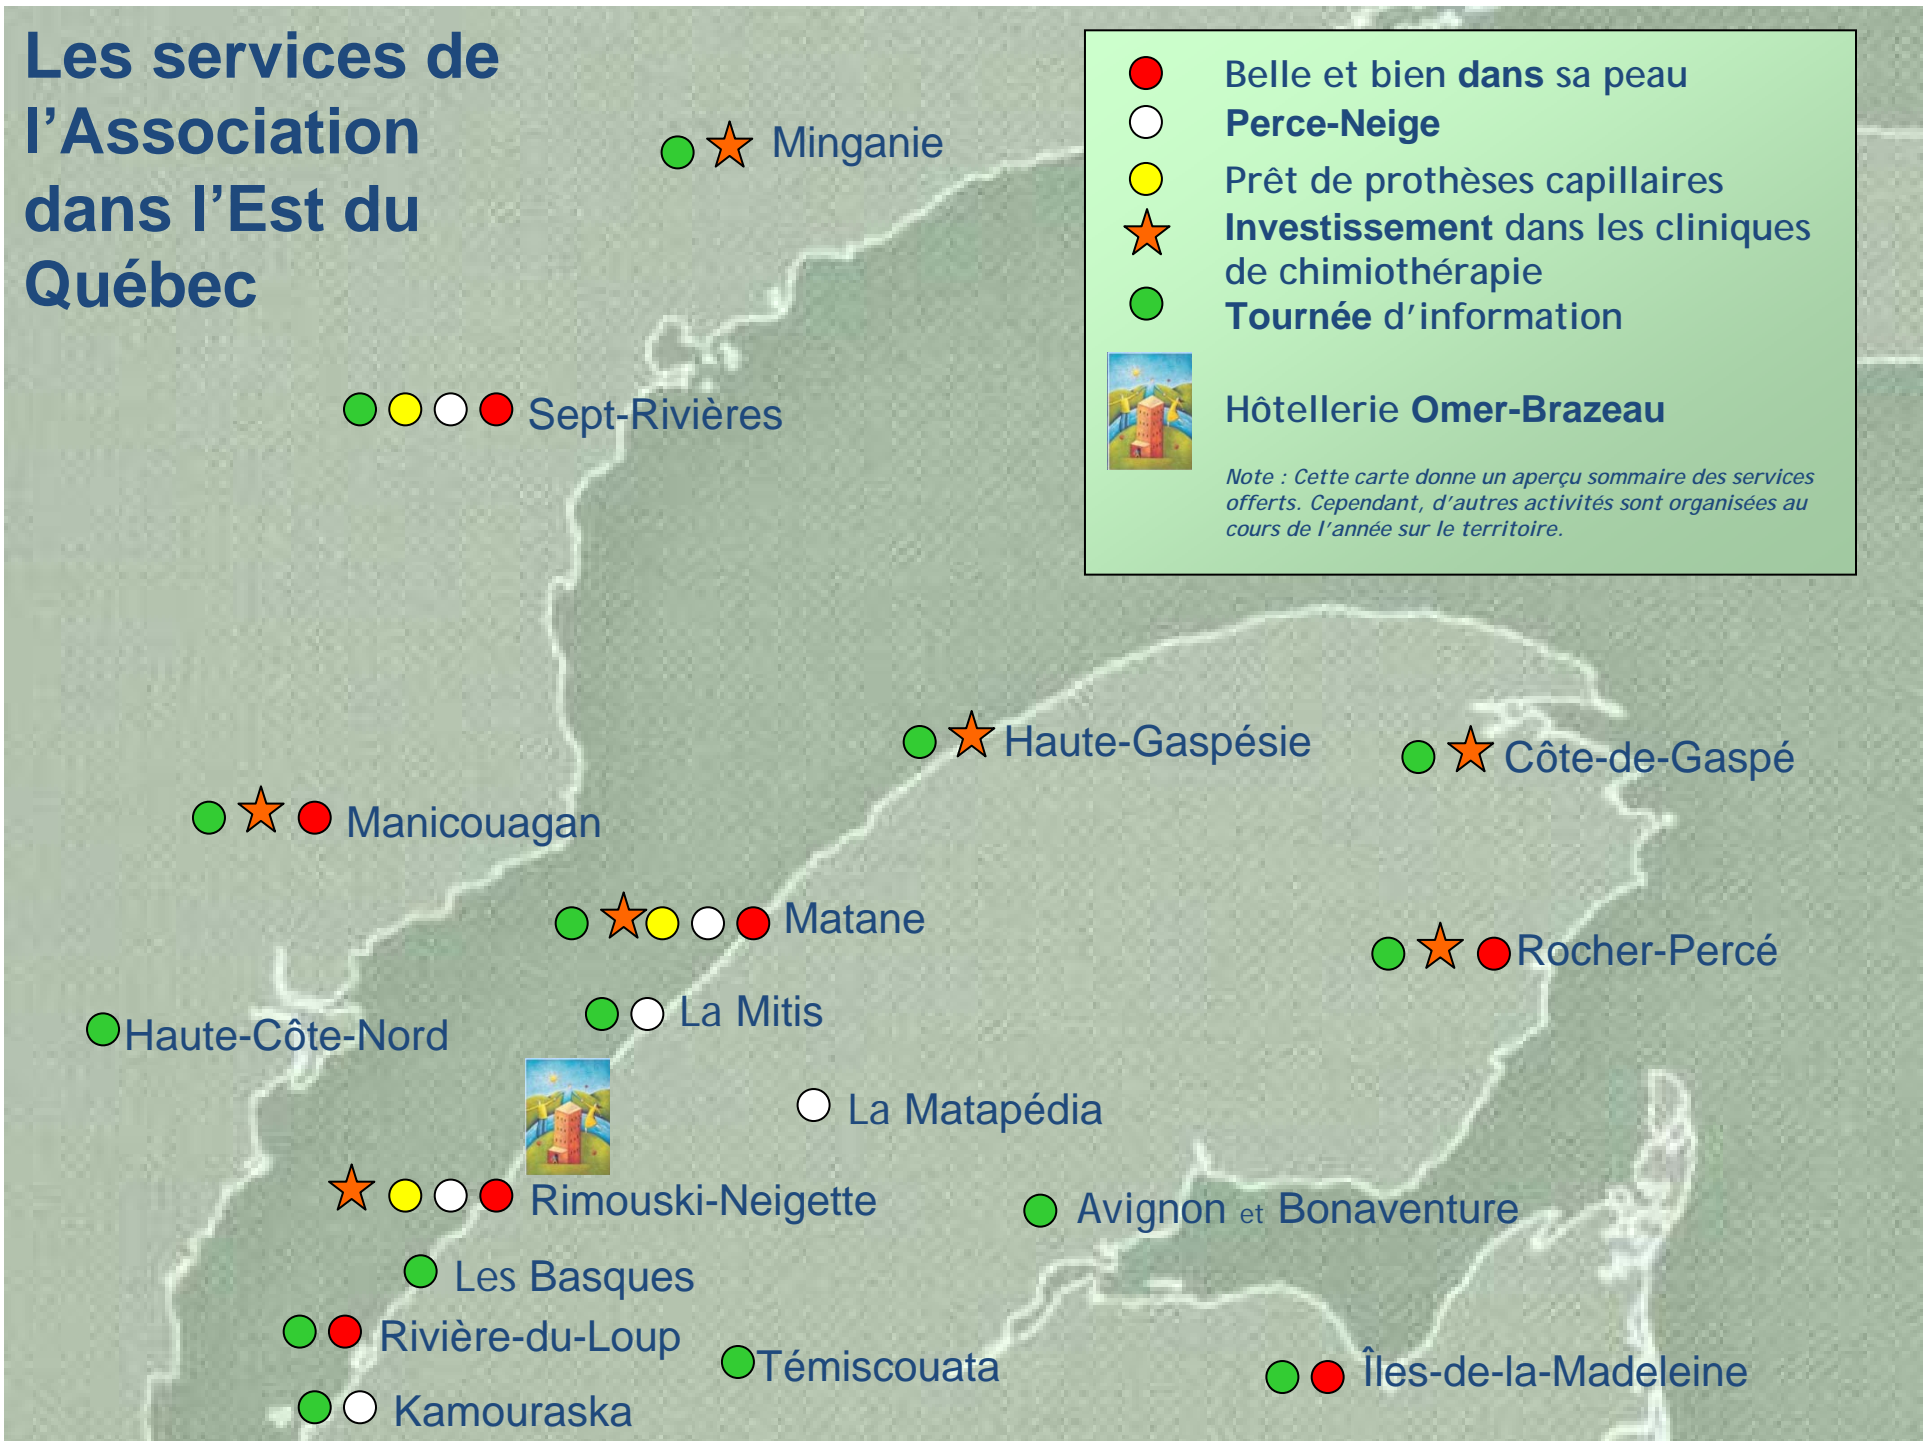 Les services de
l’Association
dans l’Est du
Québec
Belle et bien dans sa peau
Perce-Neige
Prêt de prothèses capillaires
Investissement dans les cliniques
de chimiothérapie
Tournée d’information
Hôtellerie Omer-Brazeau
Note : Cette carte donne un aperçu sommaire des services
offerts. Cependant, d’autres activités sont organisées au
cours de l’année sur le territoire.
Minganie
Sept-Rivières
Haute-Gaspésie
Côte-de-Gaspé
Manicouagan
Matane
Rocher-Percé
La Mitis
Haute-Côte-Nord
La Matapédia
Rimouski-Neigette
Avignon et Bonaventure
Les Basques
Rivière-du-Loup
Témiscouata
Îles-de-la-Madeleine
Kamouraska